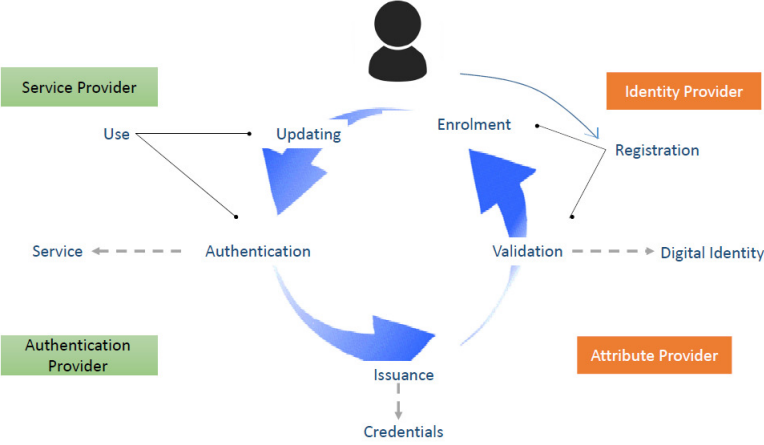 Service Provider
Identity Provider
Use
Updating
Enrolment
Registration
Service
Authentication
Validation
Digital Identity
Authentication
Provider
Attribute Provider
Issuance
Credentials